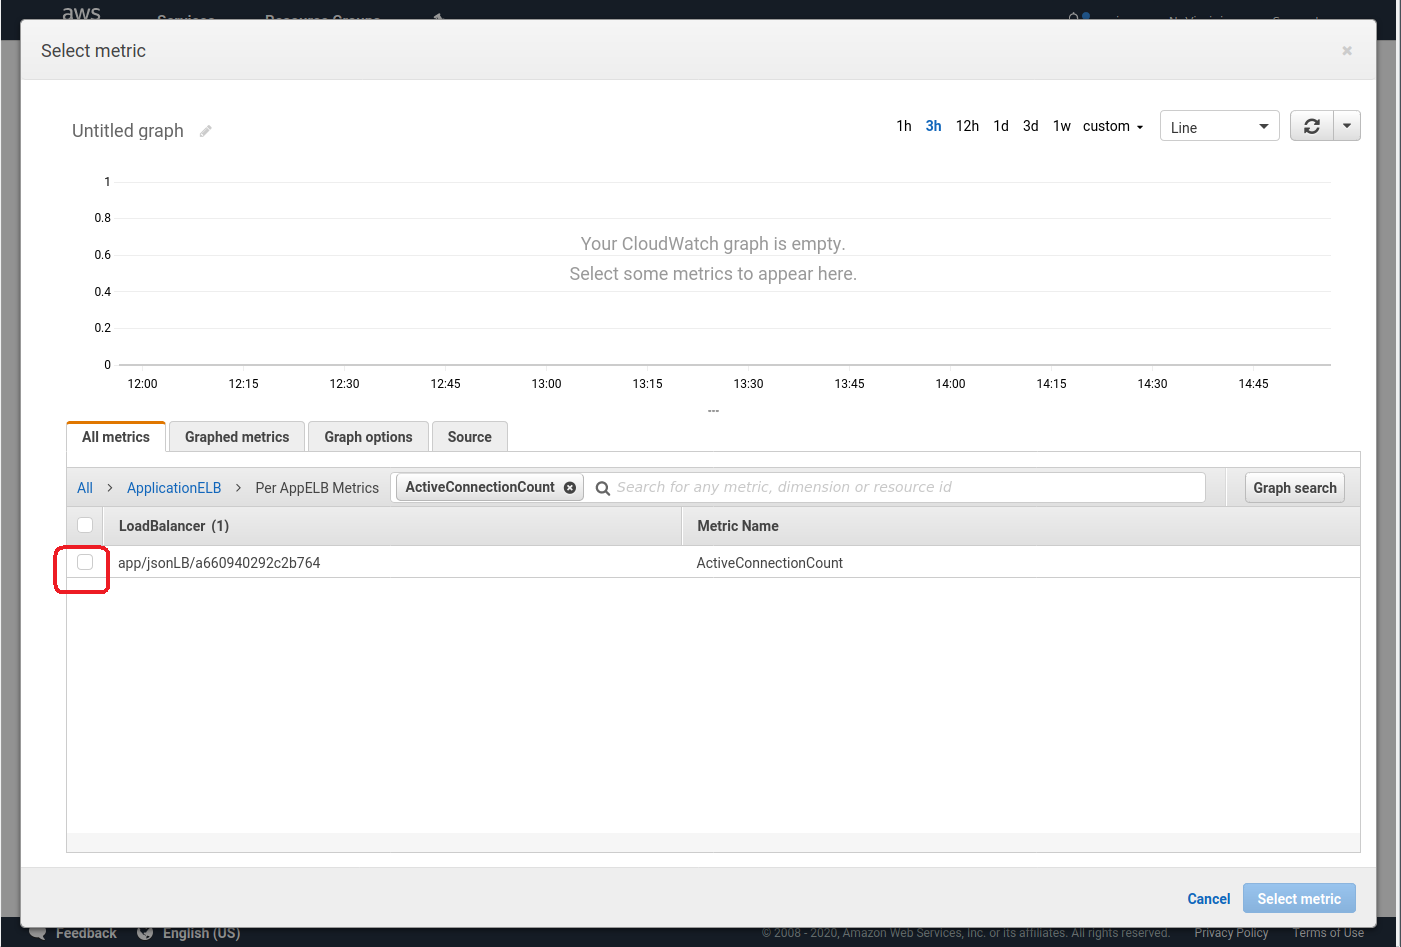 aws
Services Resource Groups
Select metric
Untitled graph
1h 3h 12h 1d 3d 1w custom Line
1
0.8
Your CloudWatch graph is empty.
0.6
Select some metrics to appear here.
0.4
0.2
0
12:00 12:15 12:30 12:45 13:00 13:15 13:30 13:45 14:00 14:15 14:30 14:45
All metrics Graphed metrics Graph options Source
All > ApplicationELB > Per AppELB Metrics ActiveConnectionCount Search for any metric, dimension or resource id Graph search
LoadBalancer (1) Metric Name
app/jsonLB/a660940292c2b764 ActiveConnectionCount
Cancel Select metric
Feedback English (US) © 2008 - 2020, Amazon Web Services, Inc. or its affiliates. All rights reserved. Privacy Policy Terms of Use